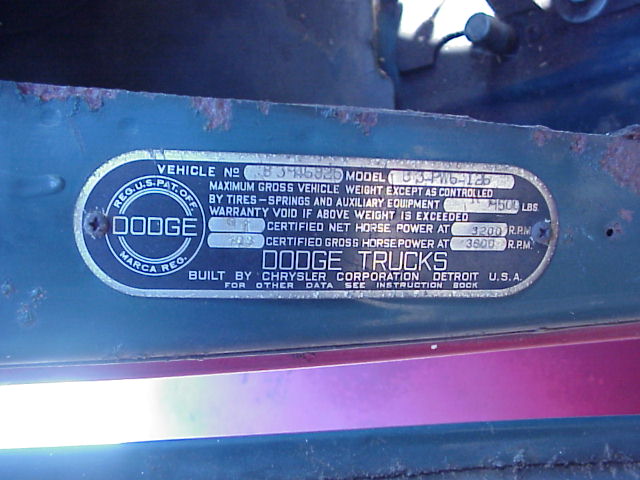 VEHICLE No MODEL
MAXIMUM GROSS VEHICLE WEIGHT EXCEPT AS CONTROLLED
BY TIRES-SPRINGS AND AUXILIARY EQUIPMENT LBS
WARRANTY VOID IF ABOVE WEIGHT IS EXCEEDED
CERTIFIED NET HORSE POWER AT 3200 R.P.M
CERTIFIED GROSS HORSEPOWER AT 3600 R.P.M.
REG.U.S.PAT.OFF.
DODGE
MARCA REG.
DODGE TRUCKS
BUILT BY CHRYSLER CORPORATION DETROIT U.S.A.
FOR OTHER DATA SEE INSTRUCTION BOOK